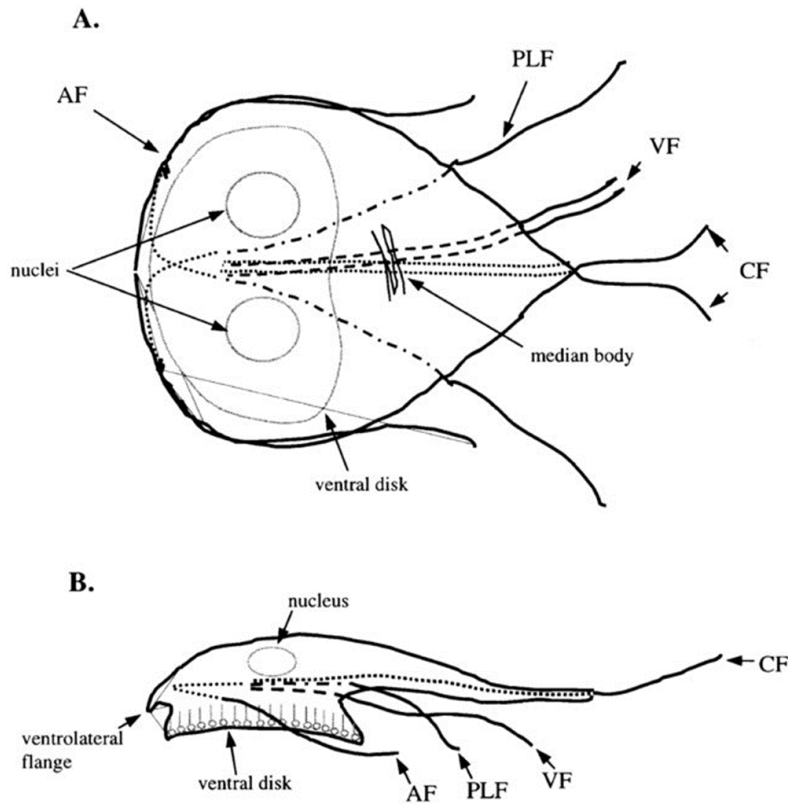 A.
PLF
AF
VF
nuclei
CF
median body
ventral disk
B.
nucleus
CF
ventrolateral
flange
ventral disk
AF
PLF
VF